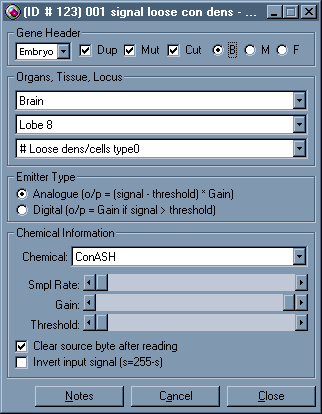 (ID # 123) 001 signal loose con dens - ...
Gene Header
Embryo Dup Mut Cut B M F
Organs, Tissue, Locus
Brain
Lobe 8
# Loose dens/cells type0
Emitter Type
Analogue (o/p = (signal - threshold) * Gain)
Digital (o/p = Gain if signal > threshold)
Chemical Information
Chemical: ConASH
Smpl Rate:
Gain:
Threshold:
Clear source byte after reading
Invert input signal (s=255-s)
Notes Cancel Close